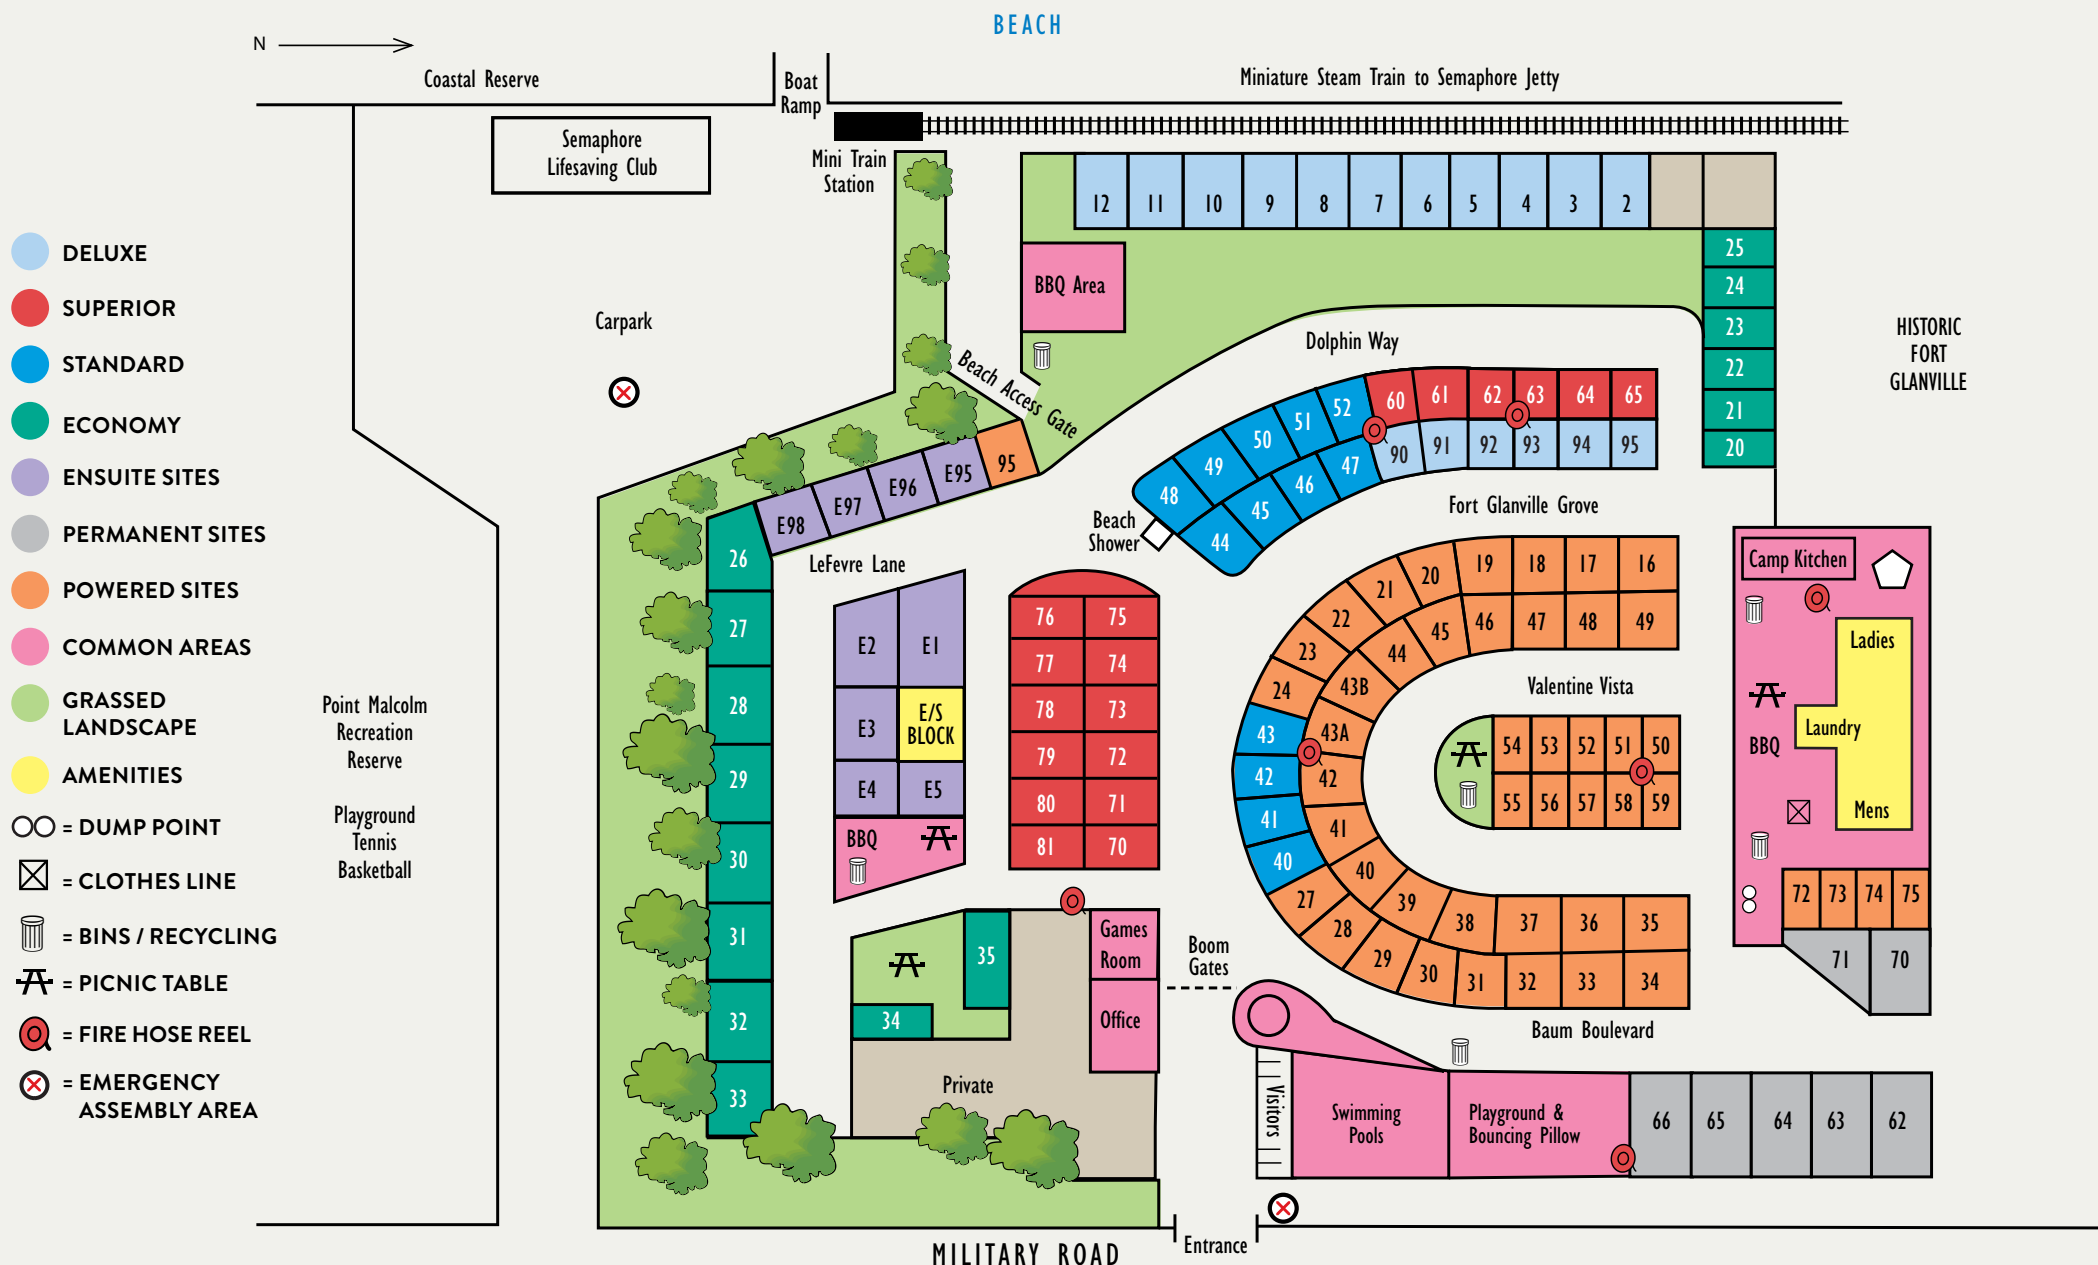 BEACH
N
Coastal Reserve
Boat
Ramp
Miniature Steam Train to Semaphore Jetty
Semaphore
Lifesaving Club
Mini Train
Station
12 11 10 9 8 7 6 5 4 3 2
25
24
23
22
21
20
BBQ Area
HISTORIC
FORT
GLANVILLE
Carpark
Beach Access Gate
Dolphin Way
DELUXE
SUPERIOR
STANDARD
ECONOMY
ENSUITE SITES
PERMANENT SITES
POWERED SITES
COMMON AREAS
GRASSED
LANDSCAPE
AMENITIES
= DUMP POINT
= CLOTHES LINE
= BINS / RECYCLING
= PICNIC TABLE
= FIRE HOSE REEL
= EMERGENCY
ASSEMBLY AREA
48 49 50 51 52 60 61 62 63 64 65
44 45 46 47 90 91 92 93 94 95
Beach
Shower
Fort Glanville Grove
E98 E97 E96 E95 95
LeFevre Lane
26
27
28
29
30
31
32
33
Point Malcolm
Recreation
Reserve
Playground
Tennis
Basketball
E2 E1
E3 E/S
BLOCK
E4 E5
BBQ
76 75
77 74
78 73
79 72
80 71
81 70
24 23 22 21 20 19 18 17 16
43A 43B 44 45 46 47 48 49
43
42
41
40
42
41
40 39 38 37 36 35
27 28 29 30 31 32 33 34
Valentine Vista
54 53 52 51 50
55 56 57 58 59
Camp Kitchen
Ladies
Laundry
BBQ
Mens
72 73 74 75
71 70
35
34
Games
Room
Office
Boom
Gates
Private
Baum Boulevard
Visitors
Swimming
Pools
Playground &
Bouncing Pillow
66 65 64 63 62
Entrance
MILITARY ROAD